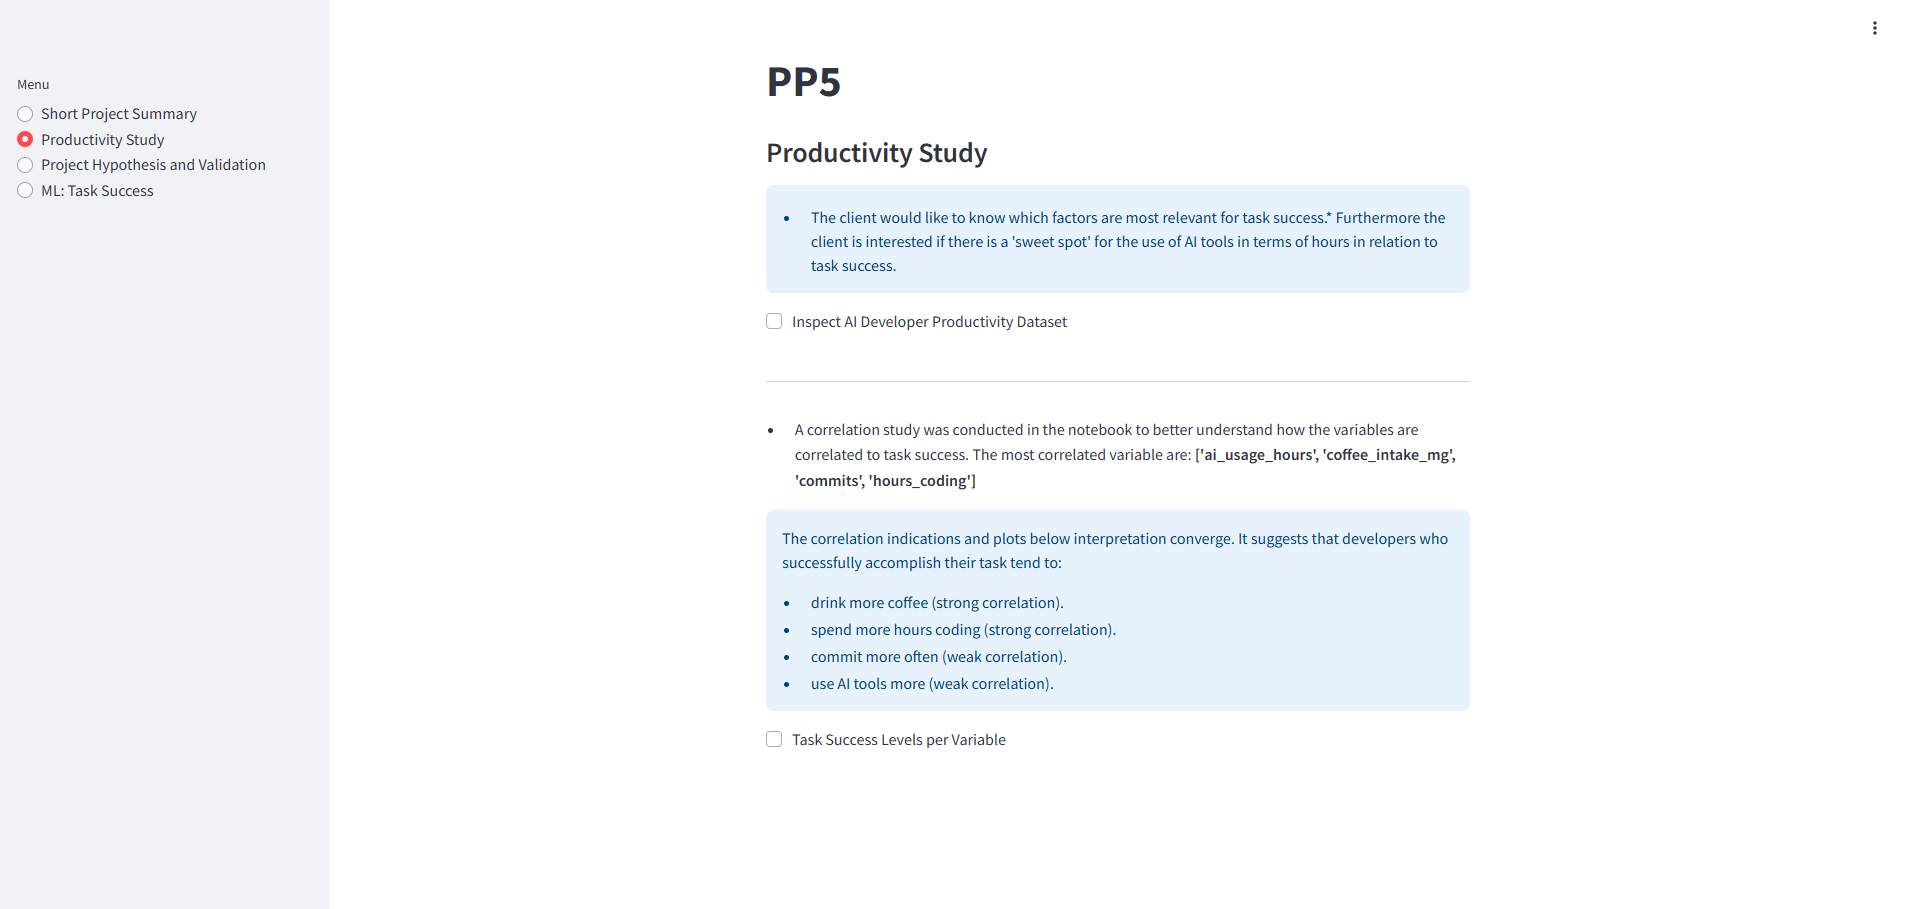 Menu
Short Project Summary
Productivity Study
Project Hypothesis and Validation
ML: Task Success
PP5
Productivity Study
The client would like to know which factors are most relevant for task success.* Furthermore the
client is interested if there is a 'sweet spot' for the use of AI tools in terms of hours in relation to
task success.
Inspect AI Developer Productivity Dataset
A correlation study was conducted in the notebook to better understand how the variables are
correlated to task success. The most correlated variable are: ['ai_usage_hours', 'coffee_intake_mg',
'commits', 'hours_coding']
The correlation indications and plots below interpretation converge. It suggests that developers who
successfully accomplish their task tend to:
drink more coffee (strong correlation).
spend more hours coding (strong correlation).
commit more often (weak correlation).
use AI tools more (weak correlation).
Task Success Levels per Variable